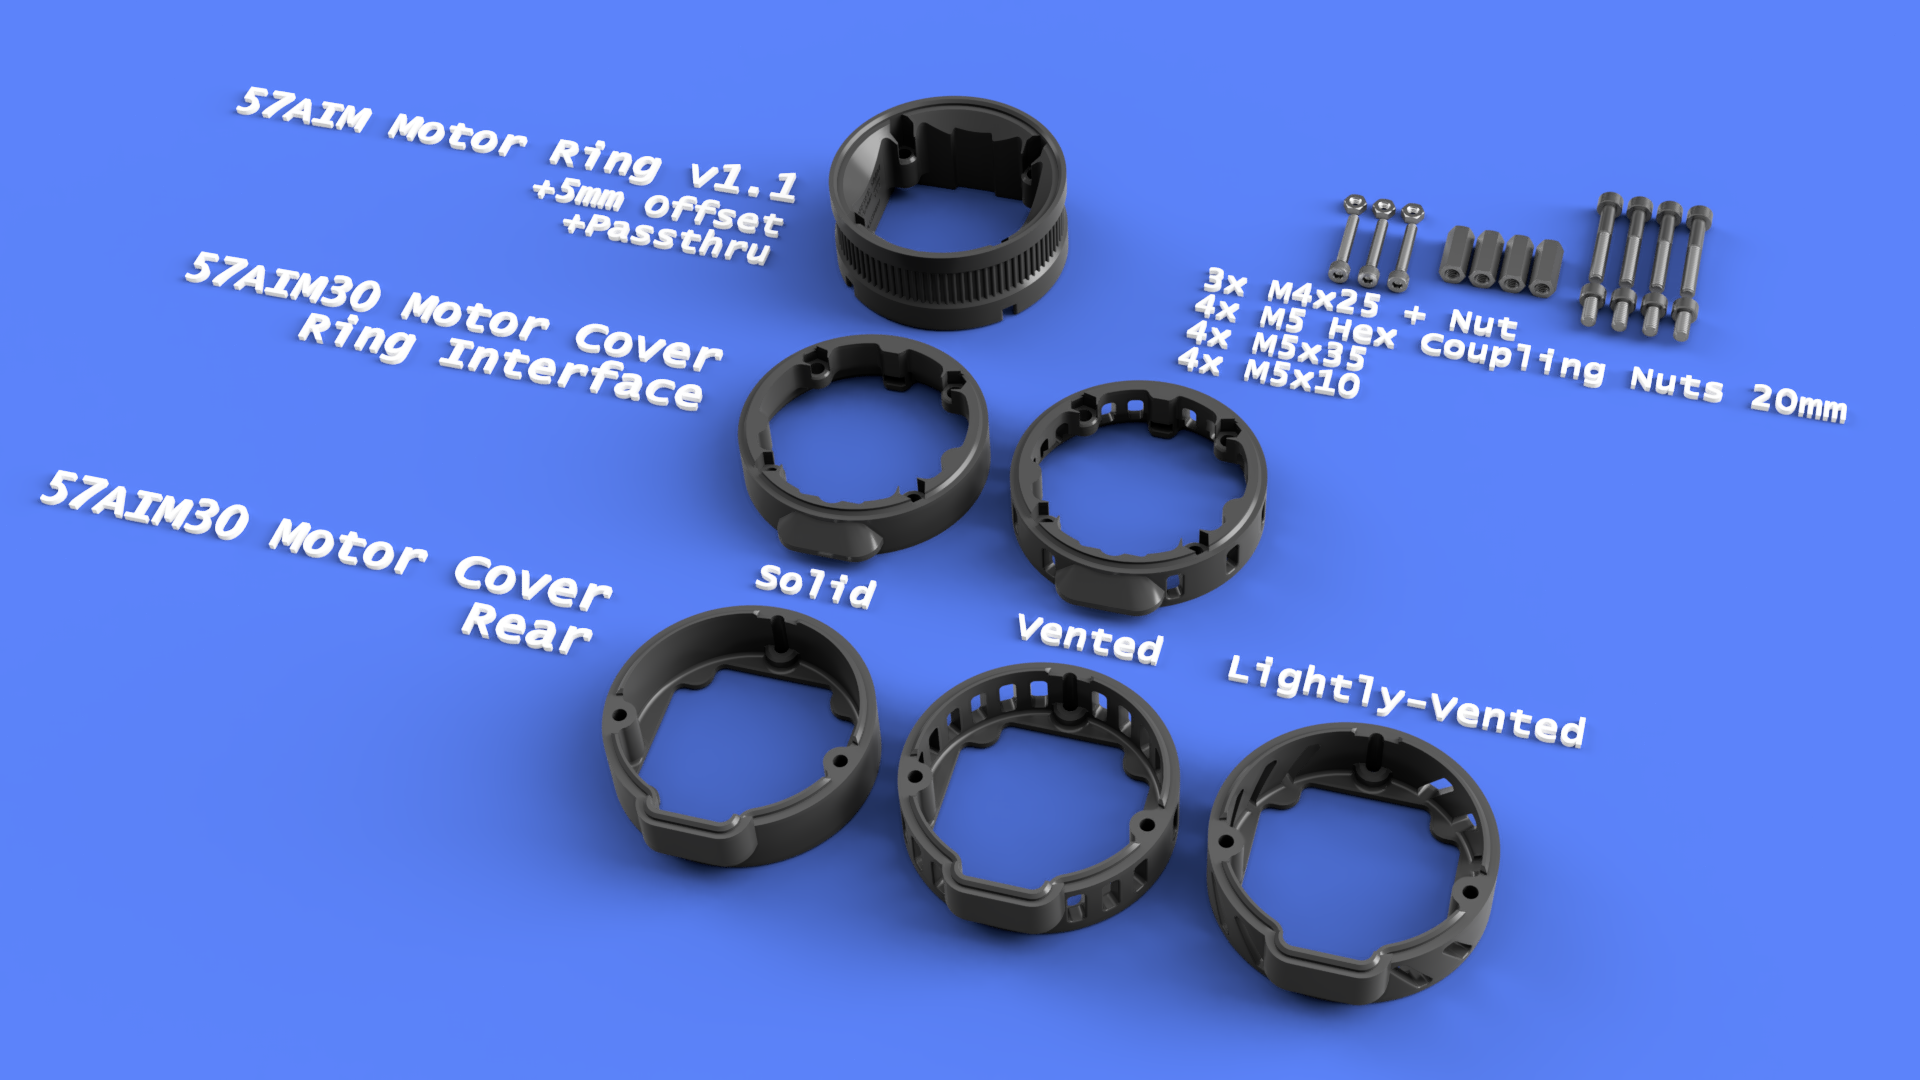 57AIM Motor Ring v1.1
+5mm Offset
+Passthru
57AIM30 Motor Cover
Ring Interface
57AIM30 Motor Cover
Rear
3x M4x25 + Nut
4x M5 Hex Coupling Nuts 20mm
4x M5x35
4x M5x10
Solid
Vented
Lightly-Vented